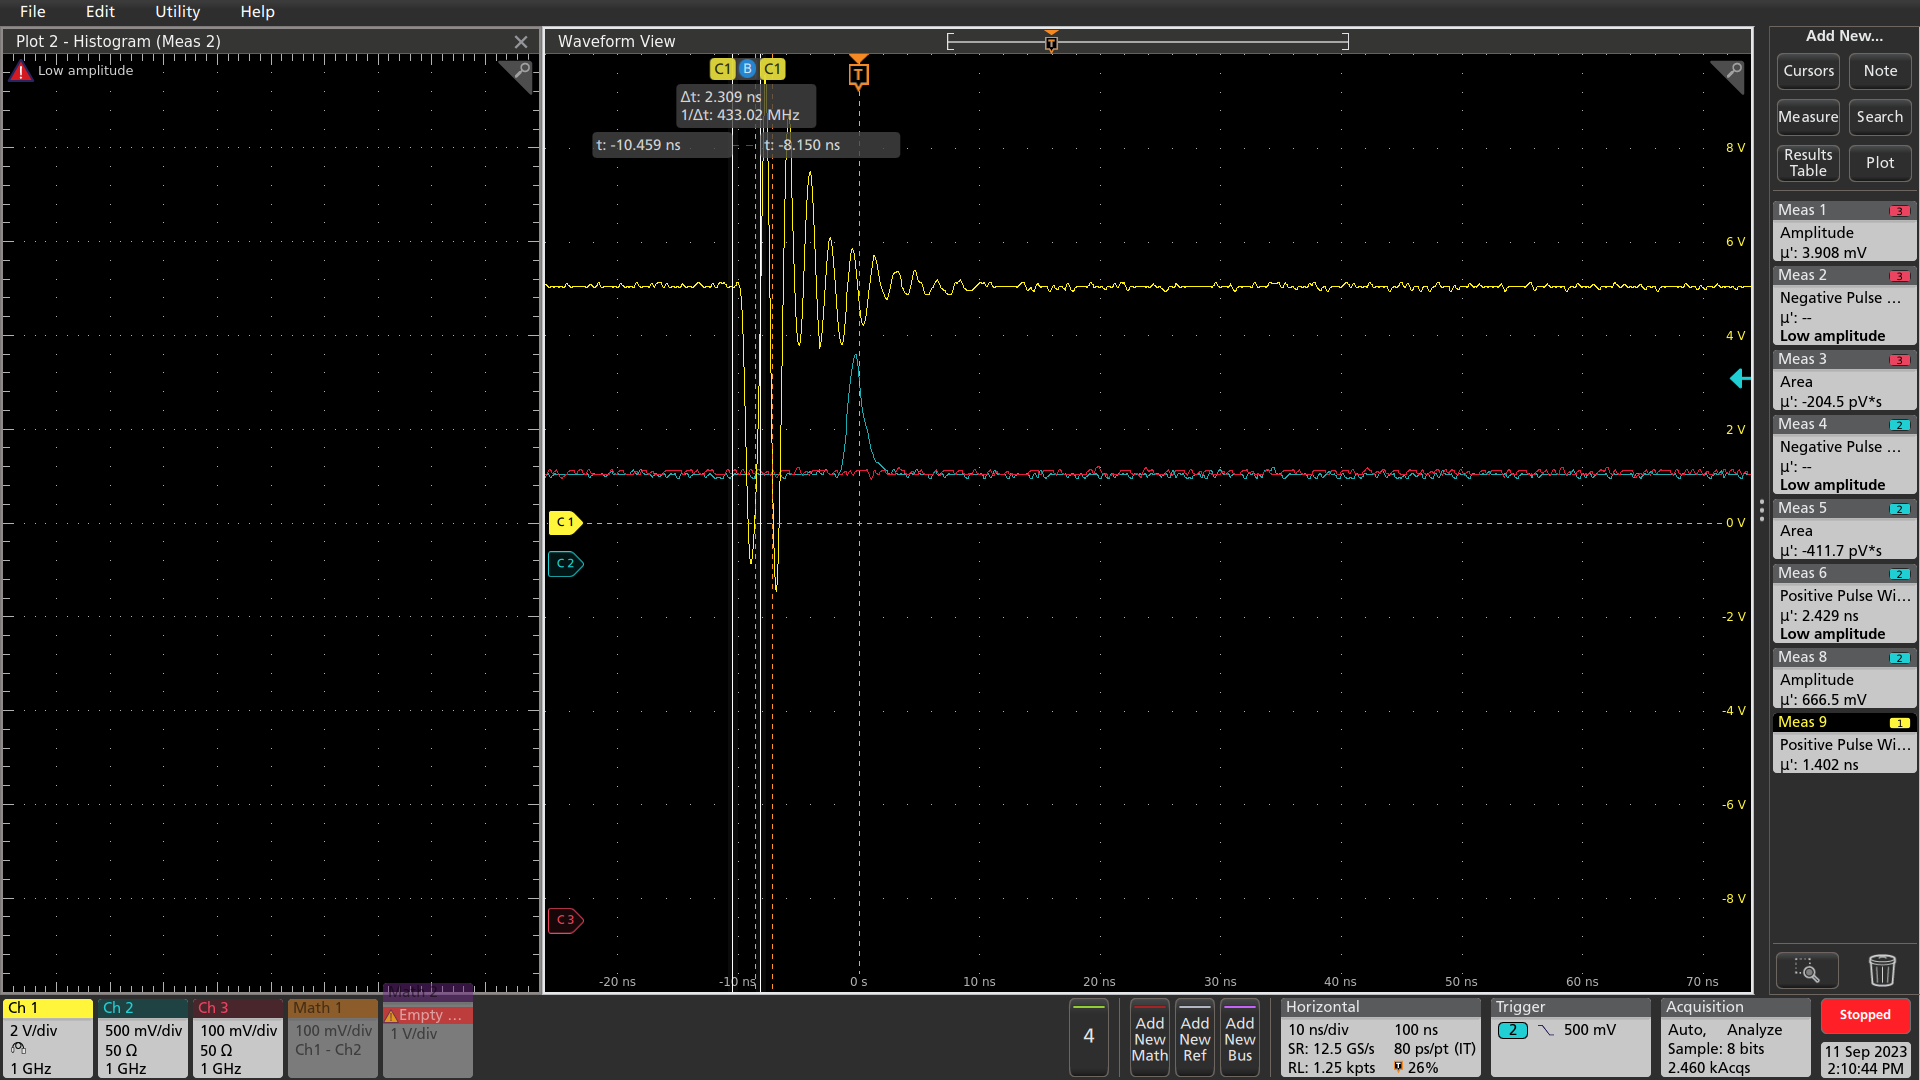 File Edit Utility Help
Plot 2 - Histogram (Meas 2)
Low amplitude
Waveform View
T
C1 B C1
T
Δt: 2.309 ns
1/Δt: 433.02 MHz
t: -10.459 ns
t: -8.150 ns
8 V
6 V
4 V
2 V
0 V
-2 V
-4 V
-6 V
-8 V
C 1
C 2
C 3
-20 ns -10 ns 0 s 10 ns 20 ns 30 ns 40 ns 50 ns 60 ns 70 ns
Add New...
Cursors
Note
Measure
Search
Results
Table
Plot
Meas 1 3
Amplitude
μ': 3.908 mV
Meas 2 3
Negative Pulse ...
μ': --
Low amplitude
Meas 3 3
Area
μ': -204.5 pV*s
Meas 4 2
Negative Pulse ...
μ': --
Low amplitude
Meas 5 2
Area
μ': -411.7 pV*s
Meas 6 2
Positive Pulse Wi...
μ': 2.429 ns
Low amplitude
Meas 8 2
Amplitude
μ': 666.5 mV
Meas 9 1
Positive Pulse Wi...
μ': 1.402 ns
Ch 1
2 V/div
1 GHz
Ch 2
500 mV/div
50 Ω
1 GHz
Ch 3
100 mV/div
50 Ω
1 GHz
Math 1
100 mV/div
Ch1 - Ch2
Math 2
Empty ...
1 V/div
4
Add
New
Math
Add
New
Ref
Add
New
Bus
Horizontal
10 ns/div 100 ns
SR: 12.5 GS/s 80 ps/pt (IT)
RL: 1.25 kpts T 26%
Trigger
2 500 mV
Acquisition
Auto, Analyze
Sample: 8 bits
2.460 kAcqs
Stopped
11 Sep 2023
2:10:44 PM